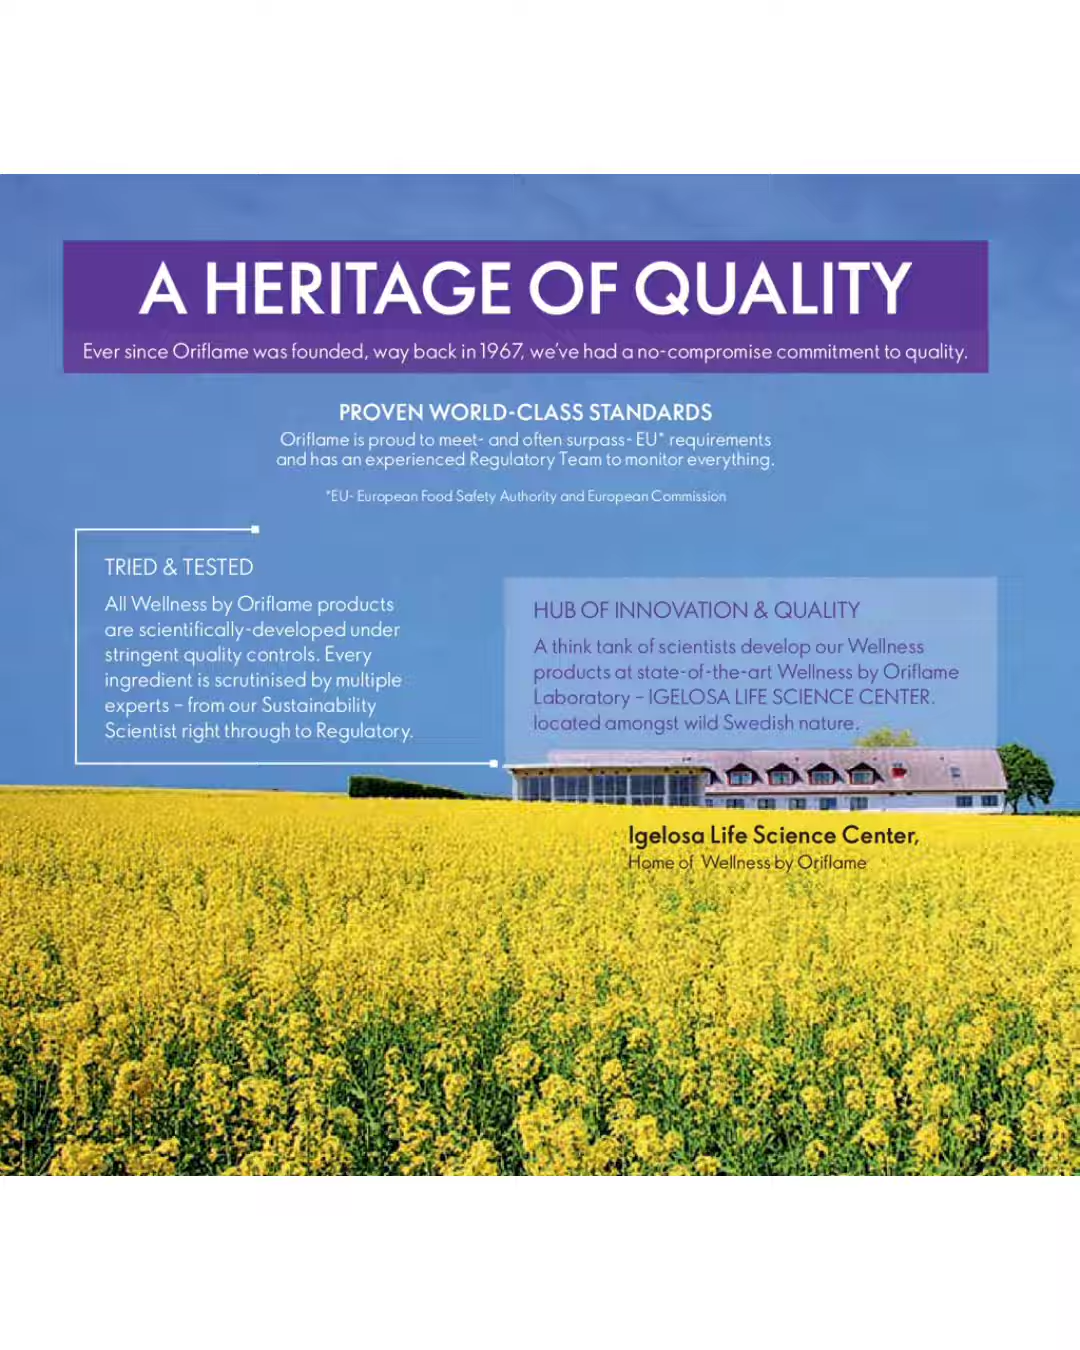 A HERITAGE OF QUALITY
Ever since Oriflame was founded, way back in 1967, we've had a no-compromise commitment to quality.
PROVEN WORLD-CLASS STANDARDS
Oriflame is proud to meet- and often surpass- EU* requirements
and has an experienced Regulatory Team to monitor everything.
*EU- European Food Safety Authority and European Commission
TRIED & TESTED
All Wellness by Oriflame products
are scientifically-developed under
stringent quality controls. Every
ingredient is scrutinised by multiple
experts – from our Sustainability
Scientist right through to Regulatory.
HUB OF INNOVATION & QUALITY
A think tank of scientists develop our Wellness
products at state-of-the-art Wellness by Oriflame
Laboratory – IGELOSA LIFE SCIENCE CENTER.
located amongst wild Swedish nature.
Igelosa Life Science Center,
Home of Wellness by Oriflame